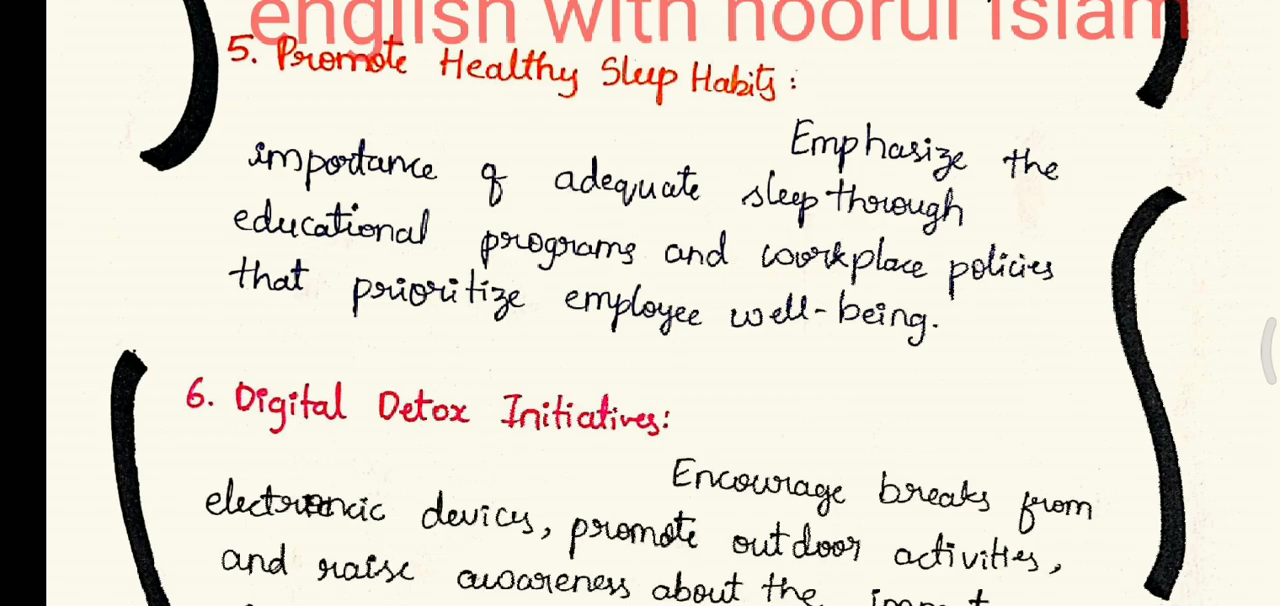 english with noorul islam
5. Promote Healthy Sleep Habits :
Emphasize the
importance of adequate sleep through
educational programs and workplace policies
that prioritize employee well-being.
6. Digital Detox Initiatives:
Encourage breaks from
devices, promote outdoor activities,
and raise awareness about the